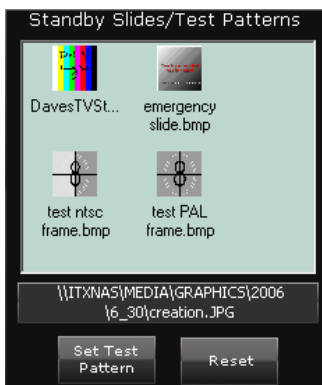 Standby Slides/Test Patterns
DavesTVSt...
emergency
slide.bmp
test ntsc
frame.bmp
test PAL
frame.bmp
\\ITXNAS\MEDIA\GRAPHICS\2006
\6_30\creation.JPG
Set Test
Pattern
Reset